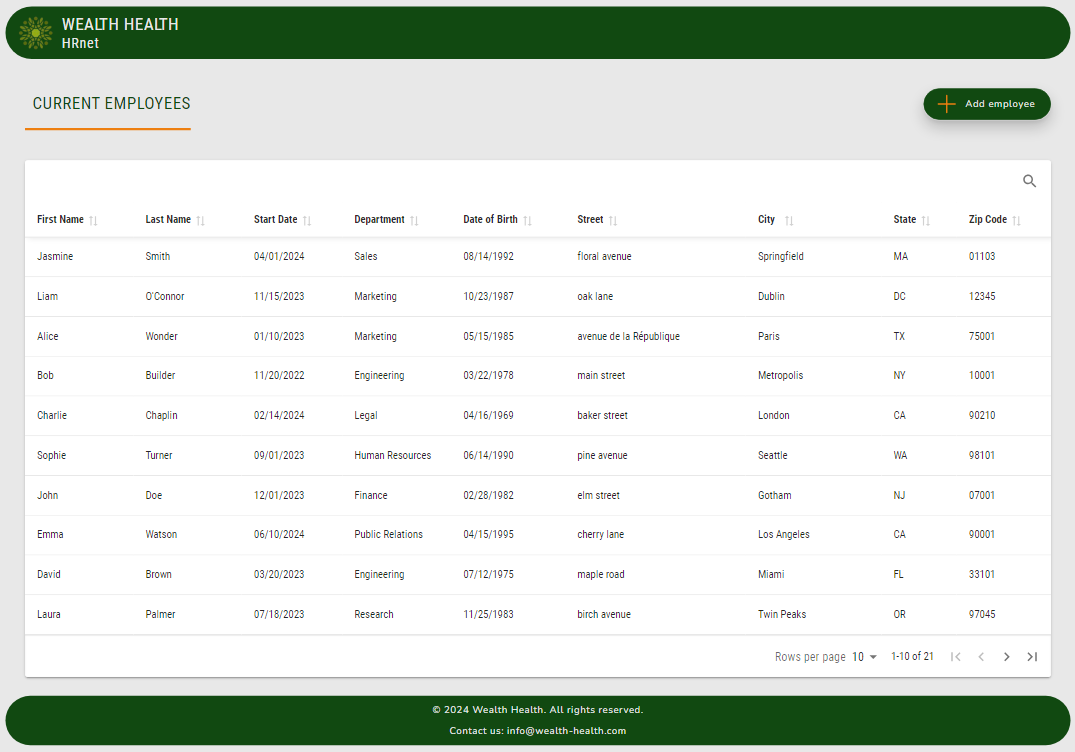 WEALTH HEALTH
HRnet
CURRENT EMPLOYEES
Add employee
First Name Last Name Start Date Department Date of Birth Street City State Zip Code
Jasmine Smith 04/01/2024 Sales 08/14/1992 floral avenue Springfield MA 01103
Liam O'Connor 11/15/2023 Marketing 10/23/1987 oak lane Dublin DC 12345
Alice Wonder 01/10/2023 Marketing 05/15/1985 avenue de la République Paris TX 75001
Bob Builder 11/20/2022 Engineering 03/22/1978 main street Metropolis NY 10001
Charlie Chaplin 02/14/2024 Legal 04/16/1969 baker street London CA 90210
Sophie Turner 09/01/2023 Human Resources 06/14/1990 pine avenue Seattle WA 98101
John Doe 12/01/2023 Finance 02/28/1982 elm street Gotham NJ 07001
Emma Watson 06/10/2024 Public Relations 04/15/1995 cherry lane Los Angeles CA 90001
David Brown 03/20/2023 Engineering 07/12/1975 maple road Miami FL 33101
Laura Palmer 07/18/2023 Research 11/25/1983 birch avenue Twin Peaks OR 97045
Rows per page 10 1-10 of 21
© 2024 Wealth Health. All rights reserved.
Contact us: info@wealth-health.com